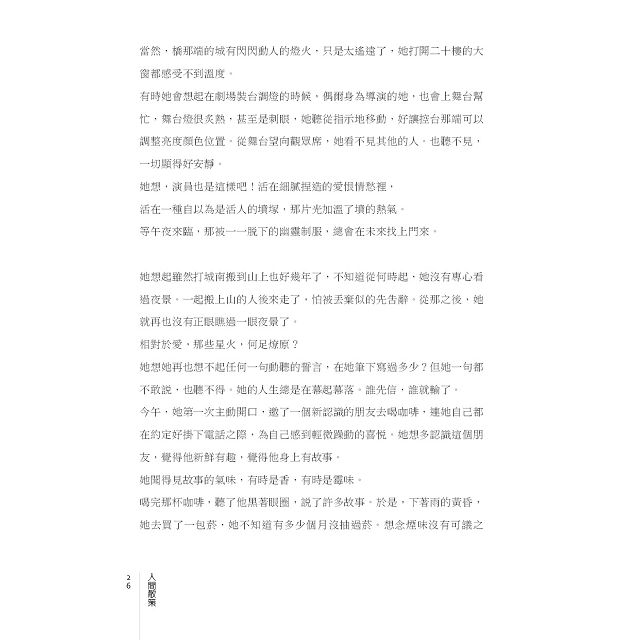 當然，橋那端的城有閃閃動人的燈火，只是太遙遠了，她打開二十樓的大
窗都感受不到溫度。
有時她會想起在劇場裝台調燈的時候，偶爾身為導演的她，也會上舞台幫
忙，舞台燈很炙熱，甚至是刺眼，她聽從指示地移動，好讓控台那端可以
調整亮度顏色位置。從舞台望向觀眾席，她看不見其他的人。也聽不見，
一切顯得好安靜。
她想，演員也是這樣吧！活在細膩捏造的愛恨情愁裡，
活在一種自以為是活人的墳塚，那片光加溫了墳的熱氣。
等午夜來臨，那被一一脫下的幽靈制服，總會在未來找上門來。
她想起雖然打城南搬到山上也好幾年了，不知道從何時起，她沒有專心看
過夜景。一起搬上山的人後來走了，怕被丟棄似的先告辭。從那之後，她
就再也沒有正眼瞧過一眼夜景了。
相對於愛，那些星火，何足燎原？
她想她再也想不起任何一句動聽的誓言，在她筆下寫過多少？但她一句都
不敢說，也聽不得。她的人生總是在幕起幕落。誰先信，誰就輸了。
今午，她第一次主動開口，邀了一個新認識的朋友去喝咖啡，連她自己都
在約定好掛下電話之際，為自己感到輕微躁動的喜悅。她想多認識這個朋
友，覺得他新鮮有趣，覺得他身上有故事。
她聞得見故事的氣味，有時是香，有時是霉味。
喝完那杯咖啡，聽了他黑著眼圈，說了許多故事。於是，下著雨的黃昏，
她去買了一包菸，她不知道有多少個月沒抽過菸。想念煙味沒有可議之
26
人間散策